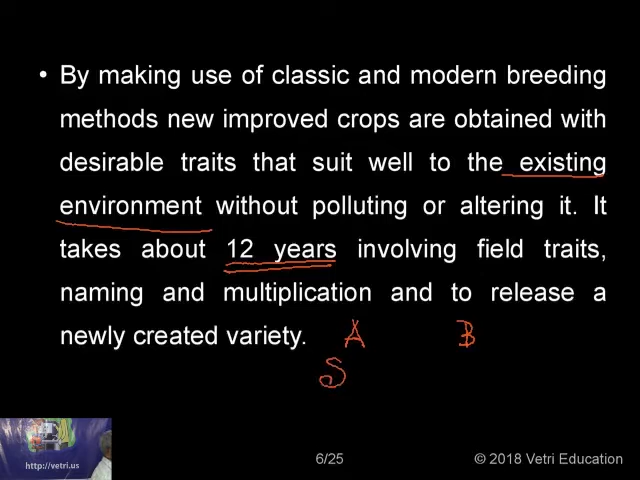 • By making use of classic and modern breeding
methods new improved crops are obtained with
desirable traits that suit well to the existing
environment without polluting or altering it. It
takes about 12 years involving field traits,
naming and multiplication and to release a
newly created variety. A B
S
http://vetri.us
6/25 © 2018 Vetri Education